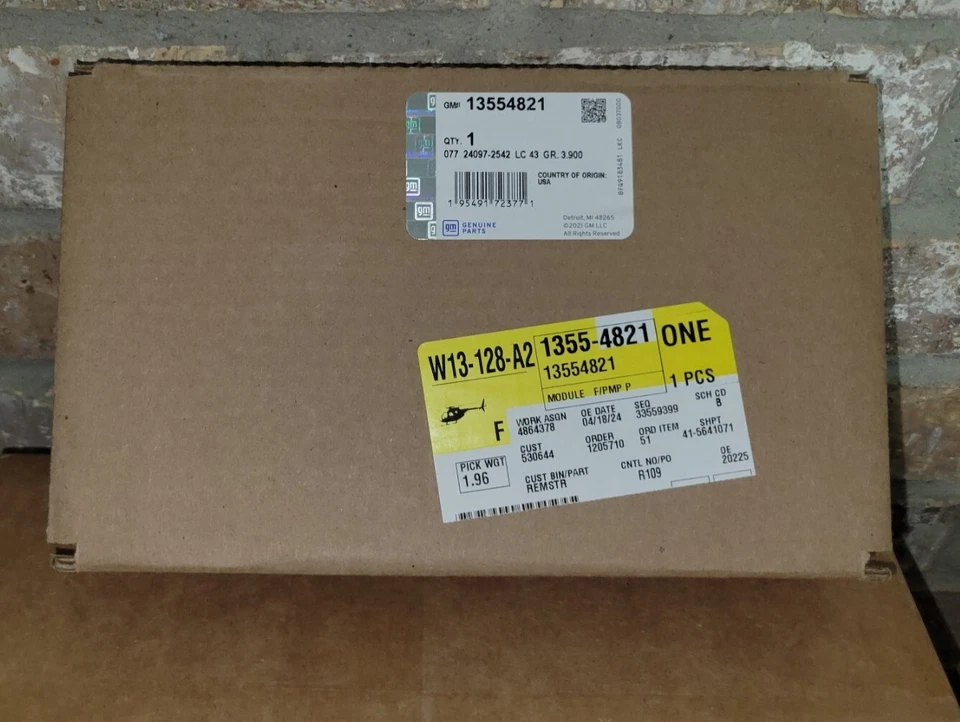 GM# 13554821
QTY. 1
077 24097-2542 LC 43 GR. 3.900
COUNTRY OF ORIGIN:
USA
1 95491 72377 1
gm GENUINE
PARTS
Detroit, MI 48265
©2021 GM LLC
All Rights Reserved
gm
gm
W13-128-A2
1355-4821
ONE
13554821
MODULE F/PMP P
1 PCS
F
WORK ASGN
4864378
OE DATE
04/18/24
SEQ
33559399
SCH CD
B
CUST
530644
ORDER
1205710
ORD ITEM
51
SHPT
41-5641071
PICK WGT
1.96
CUST BIN/PART
REMSTR
CNTL NO/PO
R109
OE
20225